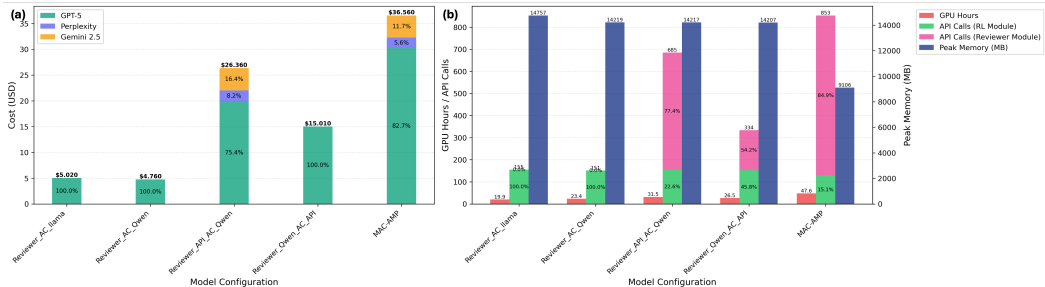 (a)
GPT-5
Perplexity
Gemini 2.5
Cost (USD)
35
30
25
20
15
10
5
0
$5.020
100.0%
$4.760
100.0%
$26.360
16.4%
8.2%
75.4%
$15.010
100.0%
$36.560
11.7%
5.6%
82.7%
Reviewer_AC_llama
Reviewer_AC_Qwen
Reviewer_API_AC_Qwen
Reviewer_Qwen_AC_API
MAC-AMP
Model Configuration
(b)
GPU Hours / API Calls
800
700
600
500
400
300
200
100
0
19.9
155
0.0%
100.0%
14757
23.4
151
0.0%
100.0%
14219
31.5
685
77.4%
22.6%
14217
26.5
334
54.2%
45.8%
14207
47.6
853
84.9%
15.1%
9106
14000
12000
10000
8000
6000
4000
2000
0
Peak Memory (MB)
Reviewer_AC_llama
Reviewer_AC_Qwen
Reviewer_API_AC_Qwen
Reviewer_Qwen_AC_API
MAC-AMP
Model Configuration
GPU Hours
API Calls (RL Module)
API Calls (Reviewer Module)
Peak Memory (MB)